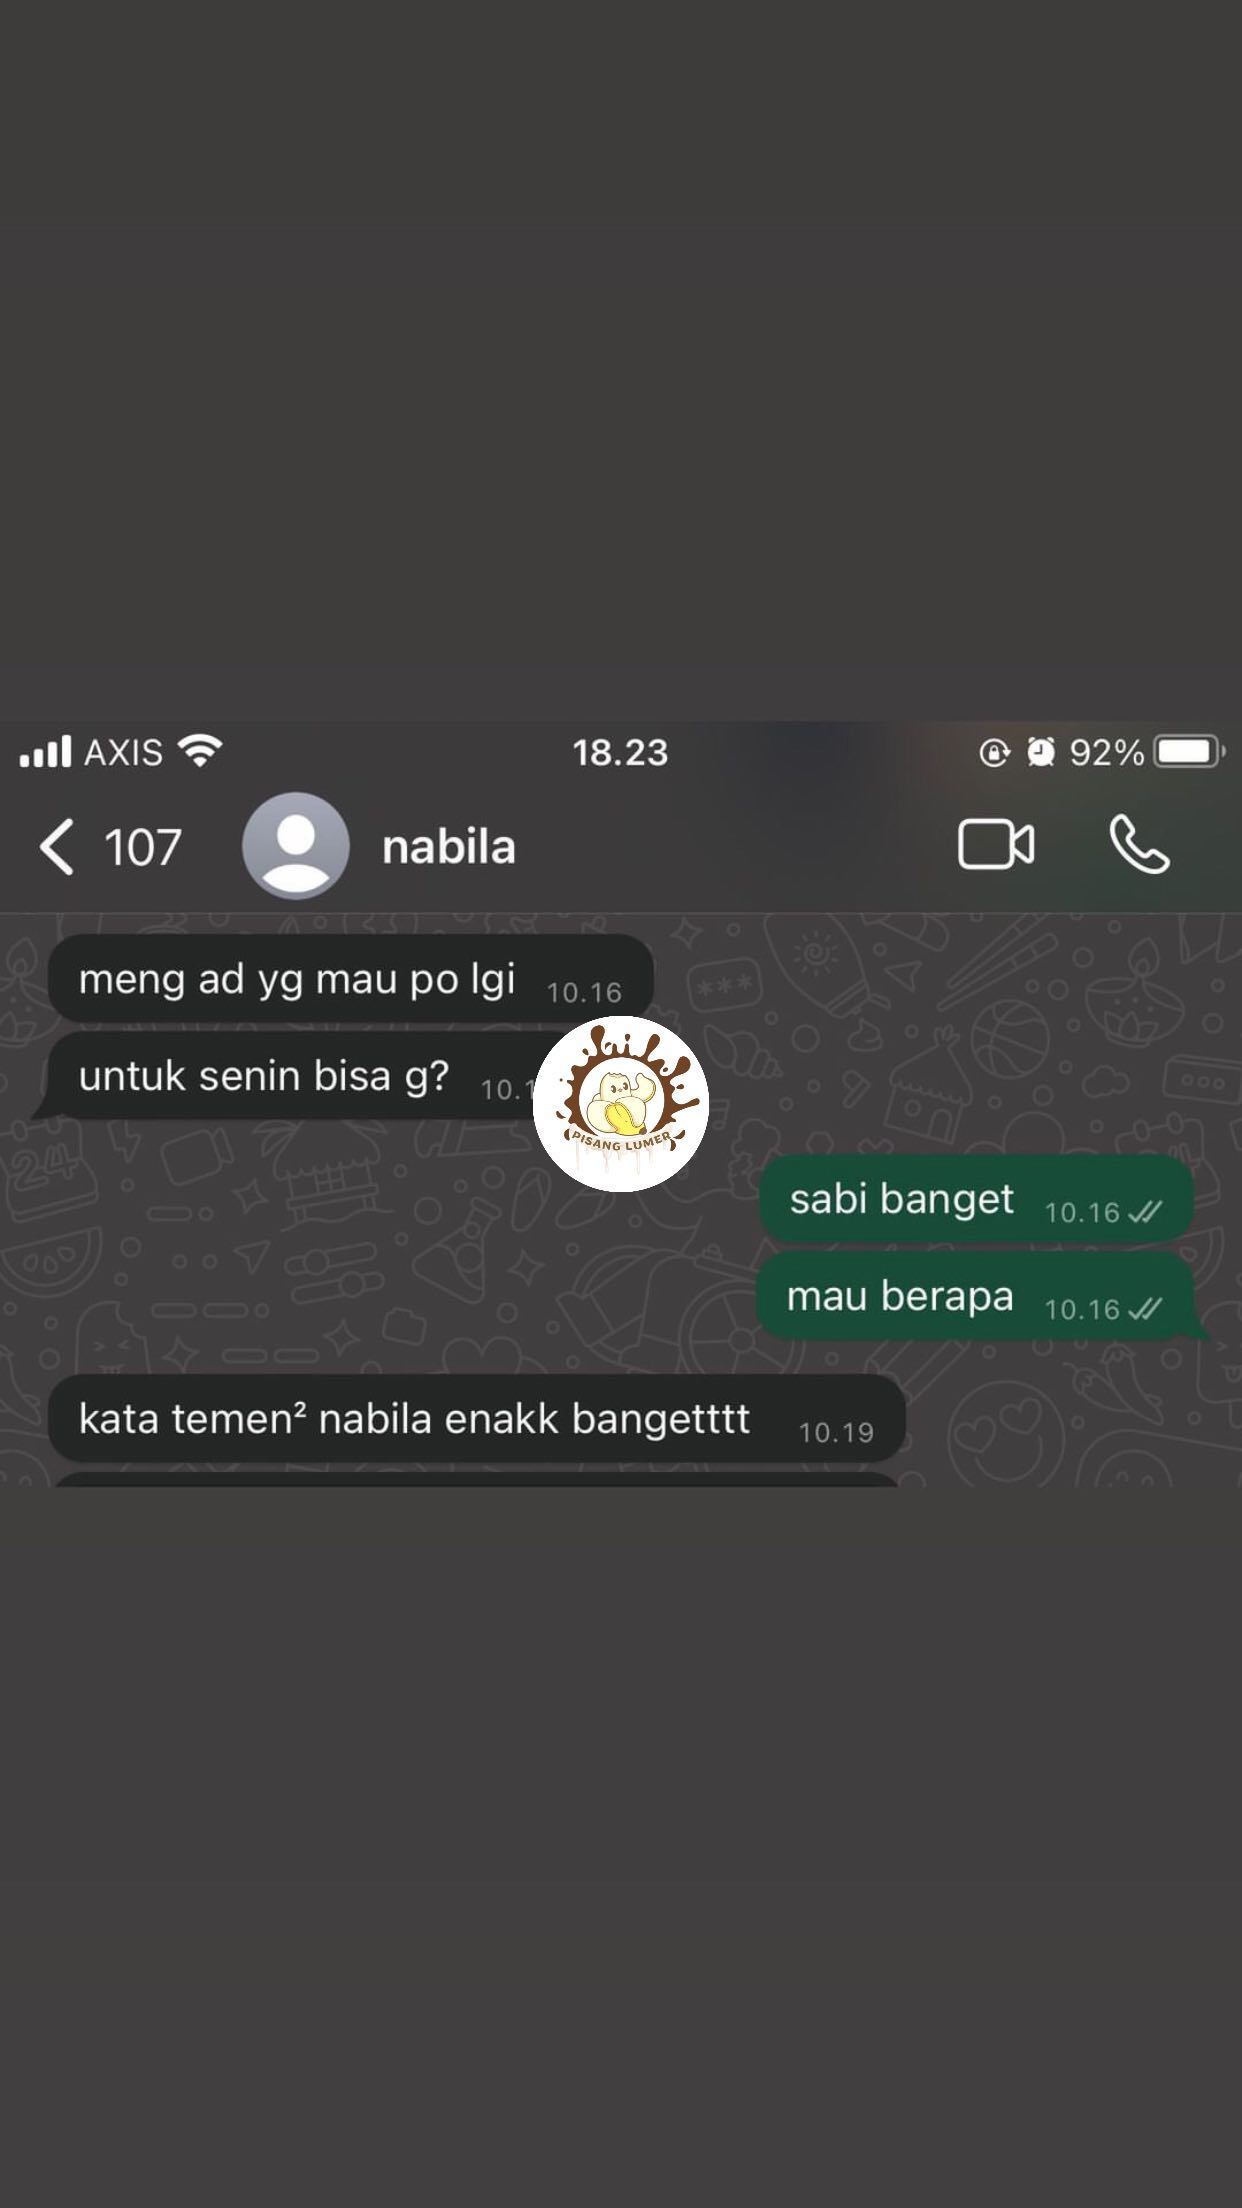 AXIS
18.23
92%
107
nabila
meng ad yg mau po lgi
10.16
untuk senin bisa g?
10.1
PISANG LUMER
sabi banget
10.16
mau berapa
10.16
kata temen² nabila enakk bangetttt
10.19